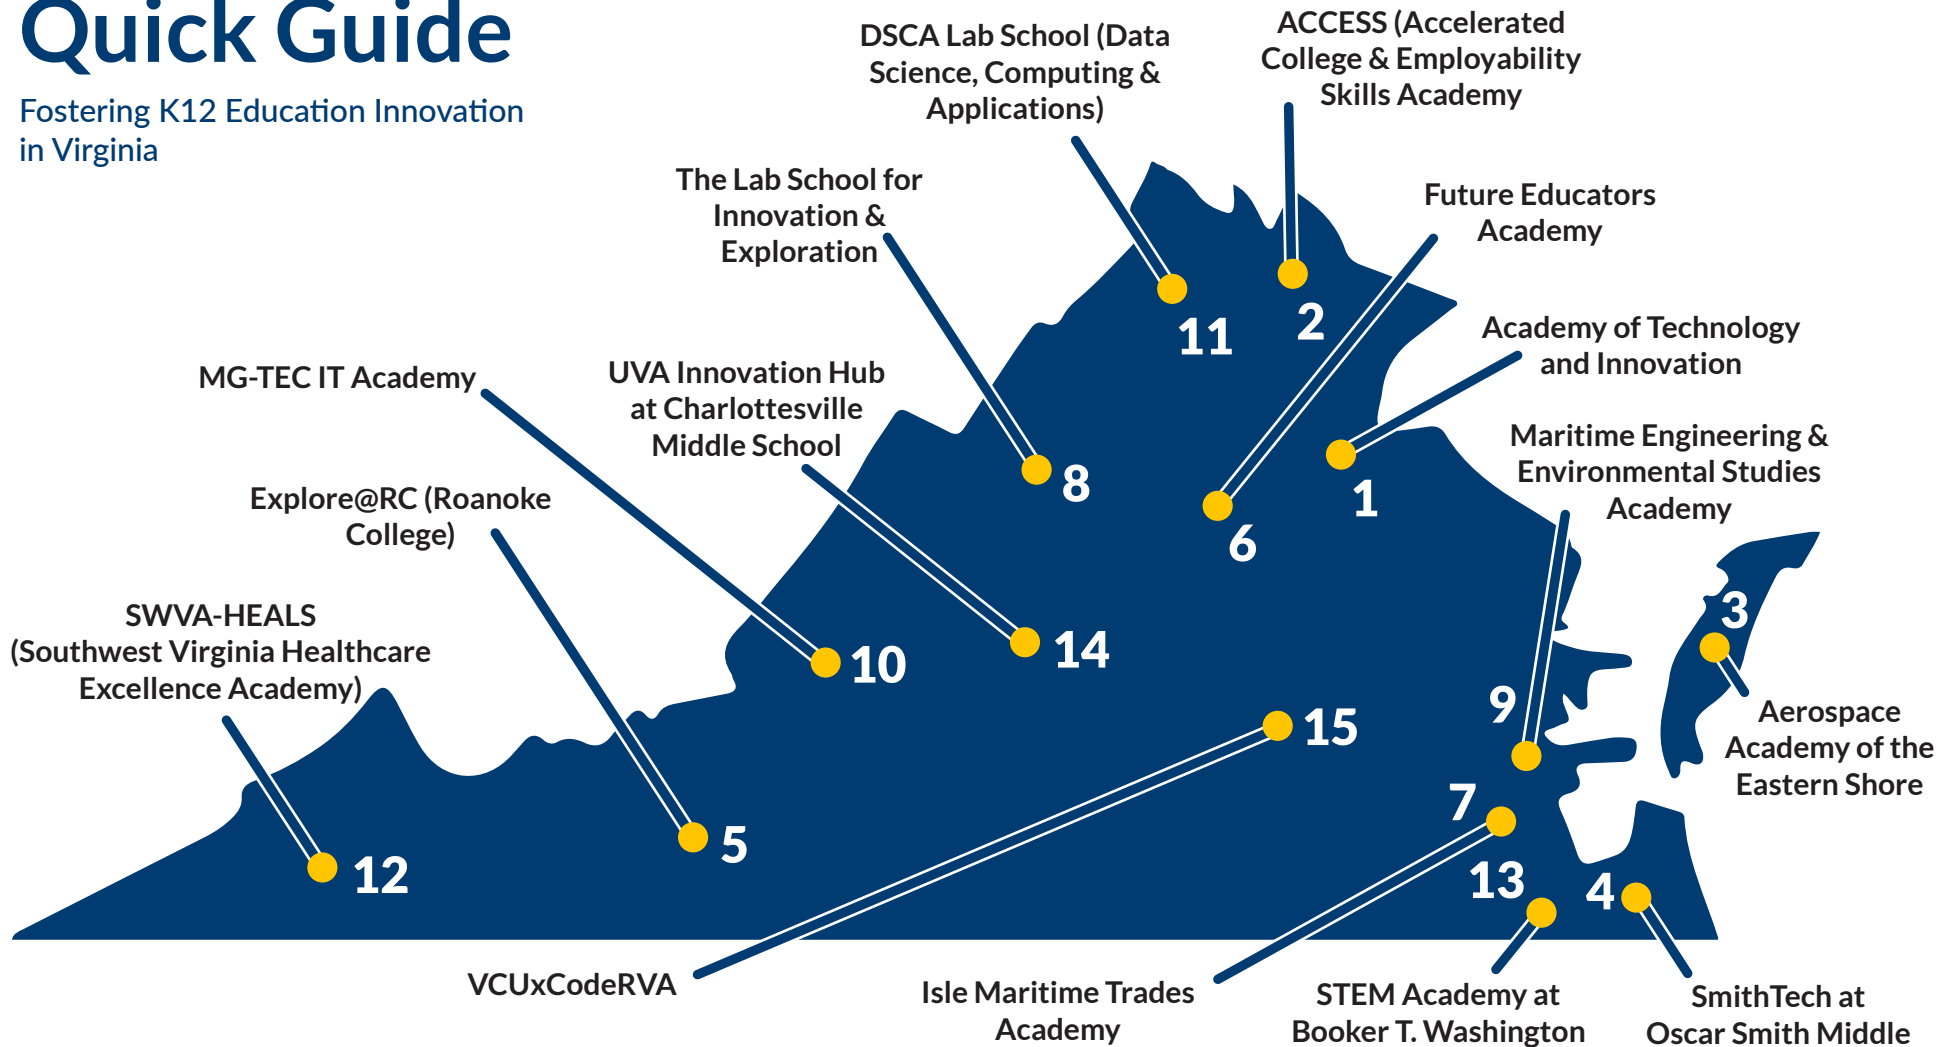 Quick Guide
Fostering K12 Education Innovation
in Virginia
DSCA Lab School (Data
Science, Computing &
Applications)
ACCESS (Accelerated
College & Employability
Skills Academy
The Lab School for
Innovation &
Exploration
Future Educators
Academy
11
2
Academy of Technology
and Innovation
MG-TEC IT Academy
UVA Innovation Hub
at Charlottesville
Middle School
Maritime Engineering &
Environmental Studies
Academy
8
1
6
Explore@RC (Roanoke
College)
SWVA-HEALS
(Southwest Virginia Healthcare
Excellence Academy)
3
10
14
9
15
Aerospace
Academy of the
Eastern Shore
7
5
12
13
4
VCUxCodeRVA
Isle Maritime Trades
Academy
STEM Academy at
Booker T. Washington
SmithTech at
Oscar Smith Middle